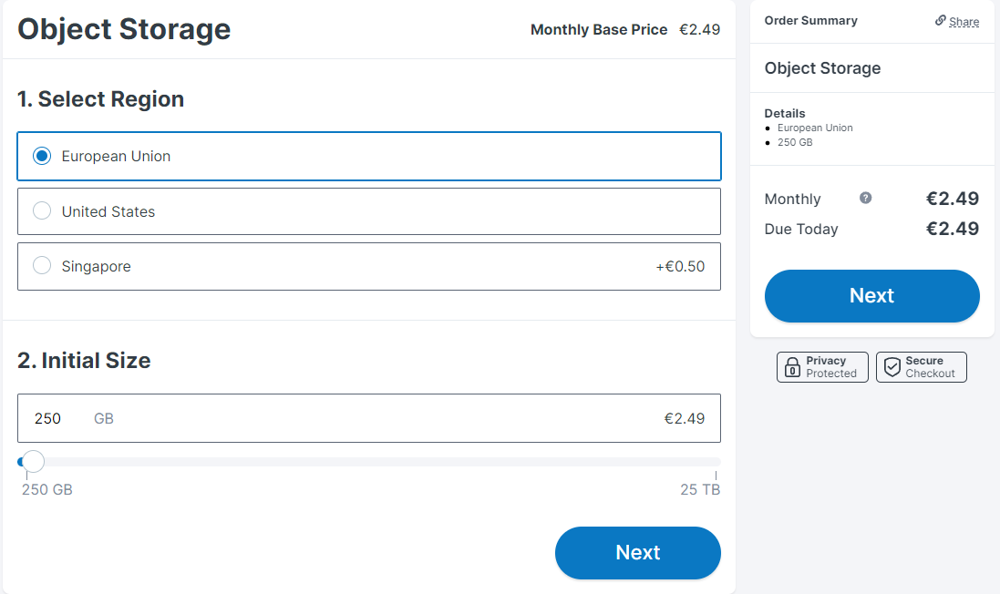 Object Storage
Monthly Base Price €2.49
1. Select Region
European Union
United States
Singapore +€0.50
2. Initial Size
250 GB €2.49
250 GB 25 TB
Next
Order Summary Share
Object Storage
Details
European Union
250 GB
Monthly ? €2.49
Due Today €2.49
Next
Privacy
Protected
Secure
Checkout